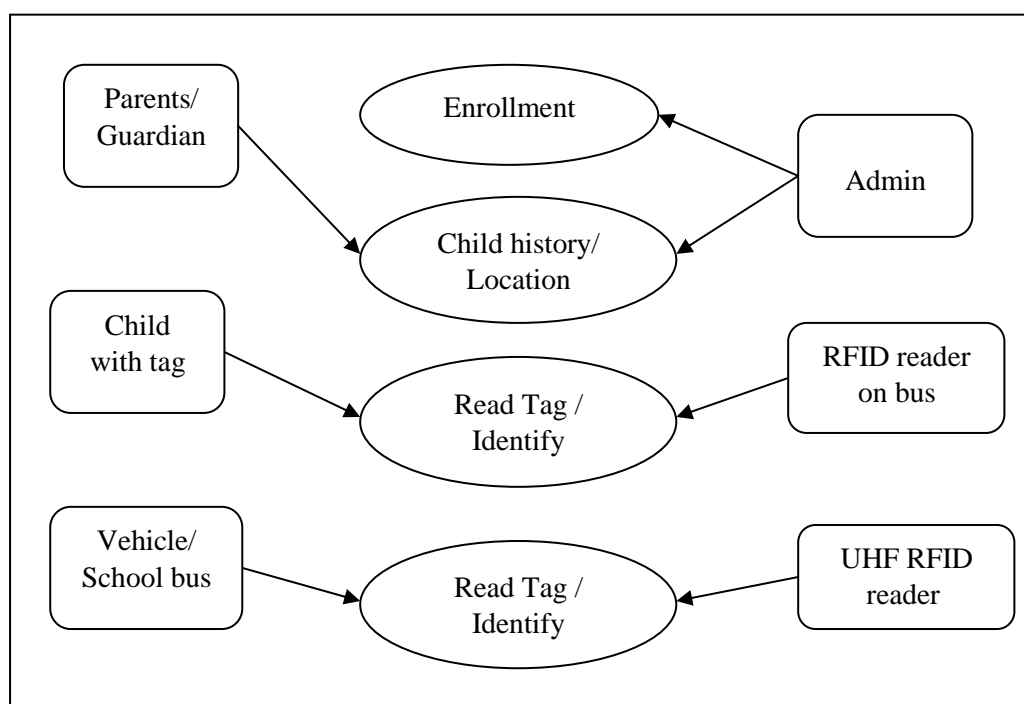 Parents/
Guardian
Enrollment
Admin
Child history/
Location
Child
with tag
RFID reader
on bus
Read Tag /
Identify
Vehicle/
School bus
UHF RFID
reader
Read Tag /
Identify